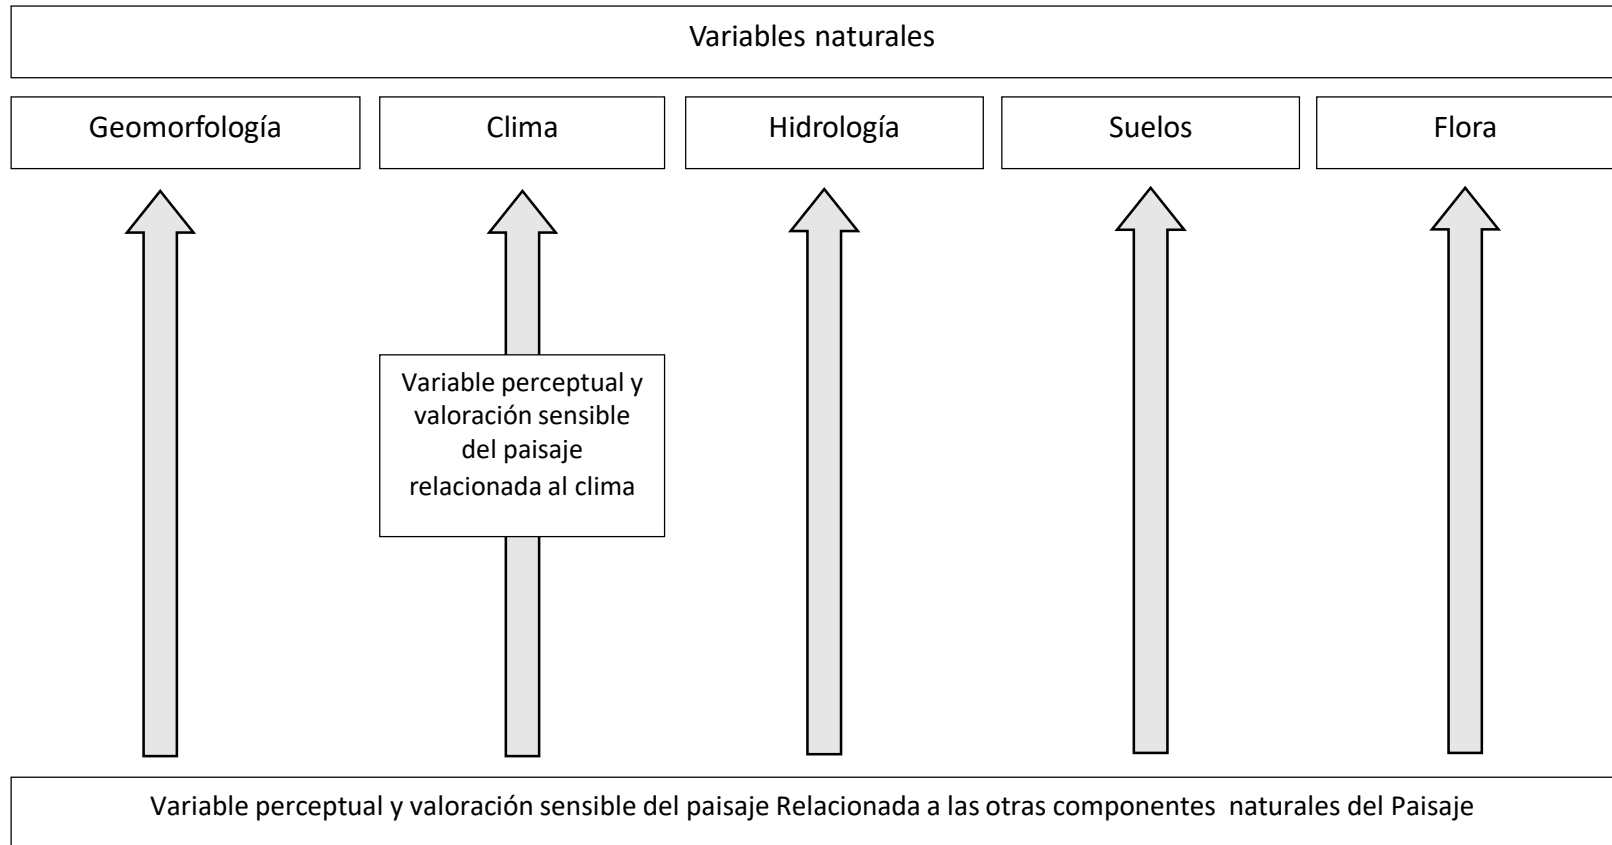 Variables naturales
Geomorfología
Clima
Hidrología
Suelos
Flora
Variable perceptual y
valoración sensible
del paisaje
relacionada al clima
Variable perceptual y valoración sensible del paisaje Relacionada a las otras componentes naturales del Paisaje